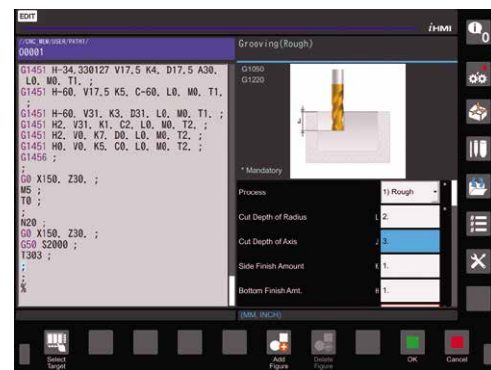 EDIT
iHMI
//CNC_MEM/USER/PATH1/
O0001
G1451 H-34.330127 V17.5 K4. D17.5 A30.
L0. M0. T1. ;
G1451 H-60. V17.5 K5. C-60. L0. M0. T1.
;
G1451 H-60. V31. K3. D31. L0. M0. T1. ;
G1451 H2. V31. K1. C2. L0. M0. T2. ;
G1451 H2. V0. K7. D0. L0. M0. T2. ;
G1451 H0. V0. K5. C0. L0. M0. T2. ;
G1456 ;
;
G0 X150. Z30. ;
M5 ;
T0 ;
;
N20 ;
G0 X150. Z30. ;
G50 S2000 ;
T303 ;
;
;
%
Grooving(Rough)
G1050
G1220
* Mandatory
Process 1) Rough *
Cut Depth of Radius L 2. *
Cut Depth of Axis J 3.
Side Finish Amount K 1.
Bottom Finish Amt. H 1.
(MM, INCH)
Select
Target
Add
Figure
Delete
Figure
OK
Cancel
0